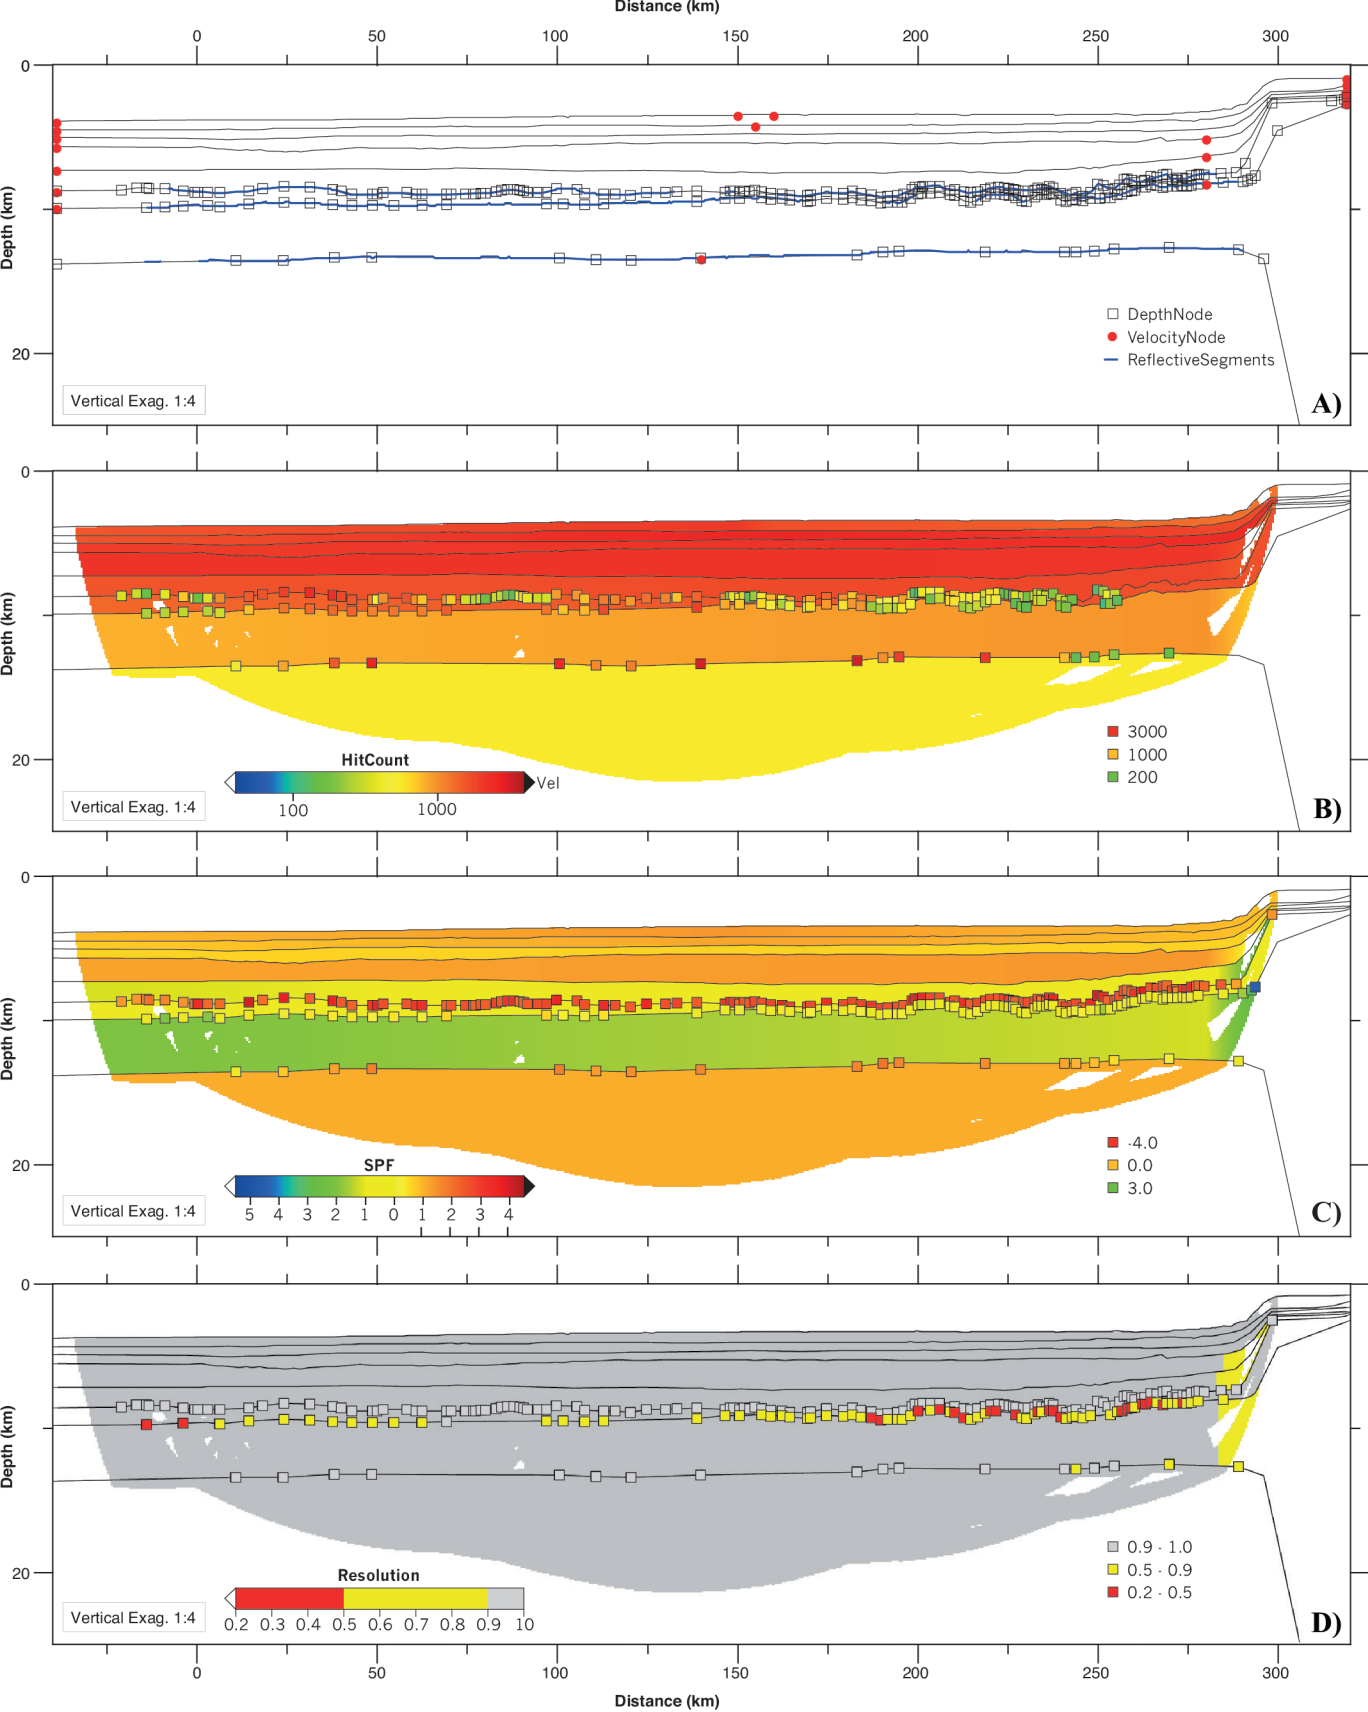 Distance (km)
0 50 100 150 200 250 300
0
Depth (km)
20
DepthNode
VelocityNode
ReflectiveSegments
Vertical Exag. 1:4
A)
0
Depth (km)
20
HitCount
Vel
100 1000
3000
1000
200
Vertical Exag. 1:4
B)
0
Depth (km)
20
SPF
5 4 3 2 1 0 1 2 3 4
-4.0
0.0
3.0
Vertical Exag. 1:4
C)
0
Depth (km)
20
Resolution
0.2 0.3 0.4 0.5 0.6 0.7 0.8 0.9 10
0.9 - 1.0
0.5 - 0.9
0.2 - 0.5
Vertical Exag. 1:4
D)
0 50 100 150 200 250 300
Distance (km)